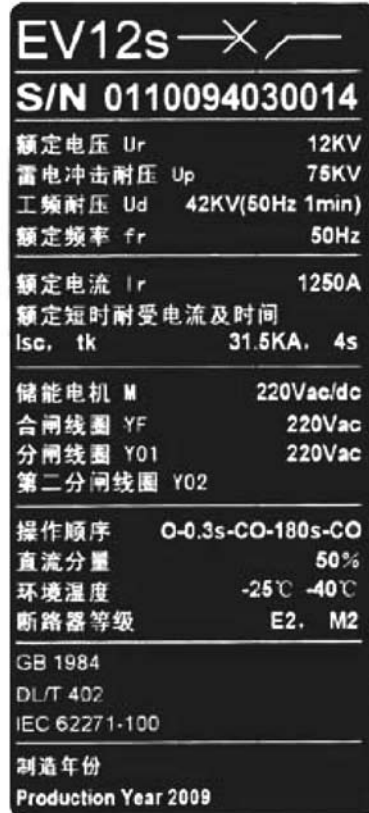 EV12s
S/N 0110094030014
额定电压 Ur 12KV
雷电冲击耐压 Up 75KV
工频耐压 Ud 42KV(50Hz 1min)
额定频率 fr 50Hz
额定电流 Ir 1250A
额定短时耐受电流及时间
Isc, tk 31.5KA, 4s
储能电机 M 220Vac/dc
合闸线圈 YF 220Vac
分闸线圈 Y01 220Vac
第二分闸线圈 Y02
操作顺序 O-0.3s-CO-180s-CO
直流分量 50%
环境温度 -25℃ -40℃
断路器等级 E2, M2
GB 1984
DL/T 402
IEC 62271-100
制造年份
Production Year 2009